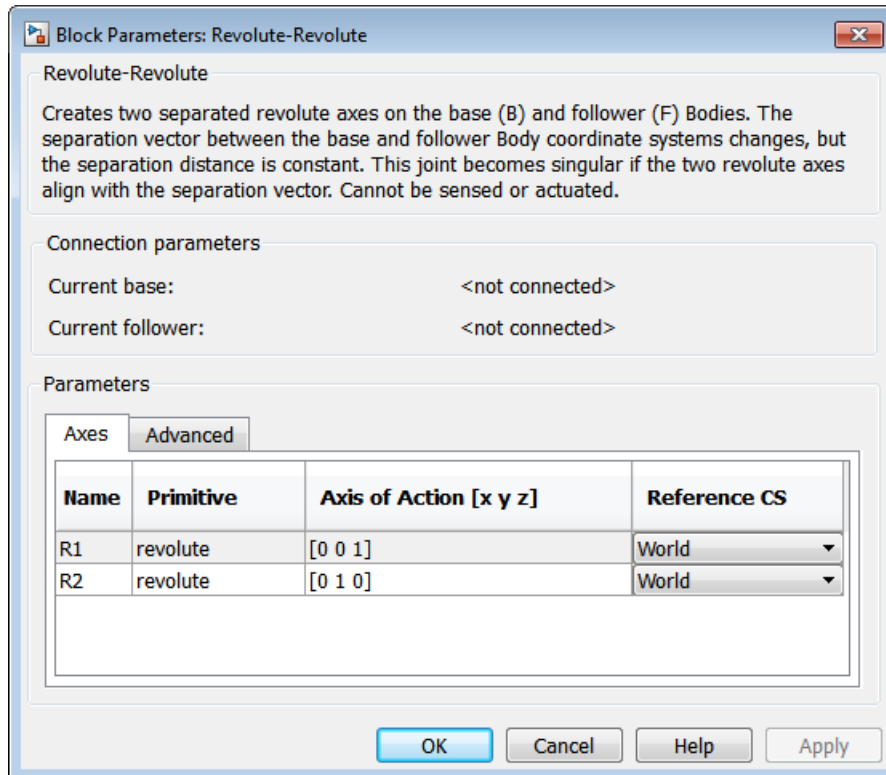 Block Parameters: Revolute-Revolute
Revolute-Revolute
Creates two separated revolute axes on the base (B) and follower (F) Bodies. The
separation vector between the base and follower Body coordinate systems changes, but
the separation distance is constant. This joint becomes singular if the two revolute axes
align with the separation vector. Cannot be sensed or actuated.
Connection parameters
Current base: <not connected>
Current follower: <not connected>
Parameters
Axes Advanced
Name Primitive Axis of Action [x y z] Reference CS
R1 revolute [0 0 1] World
R2 revolute [0 1 0] World
OK Cancel Help Apply